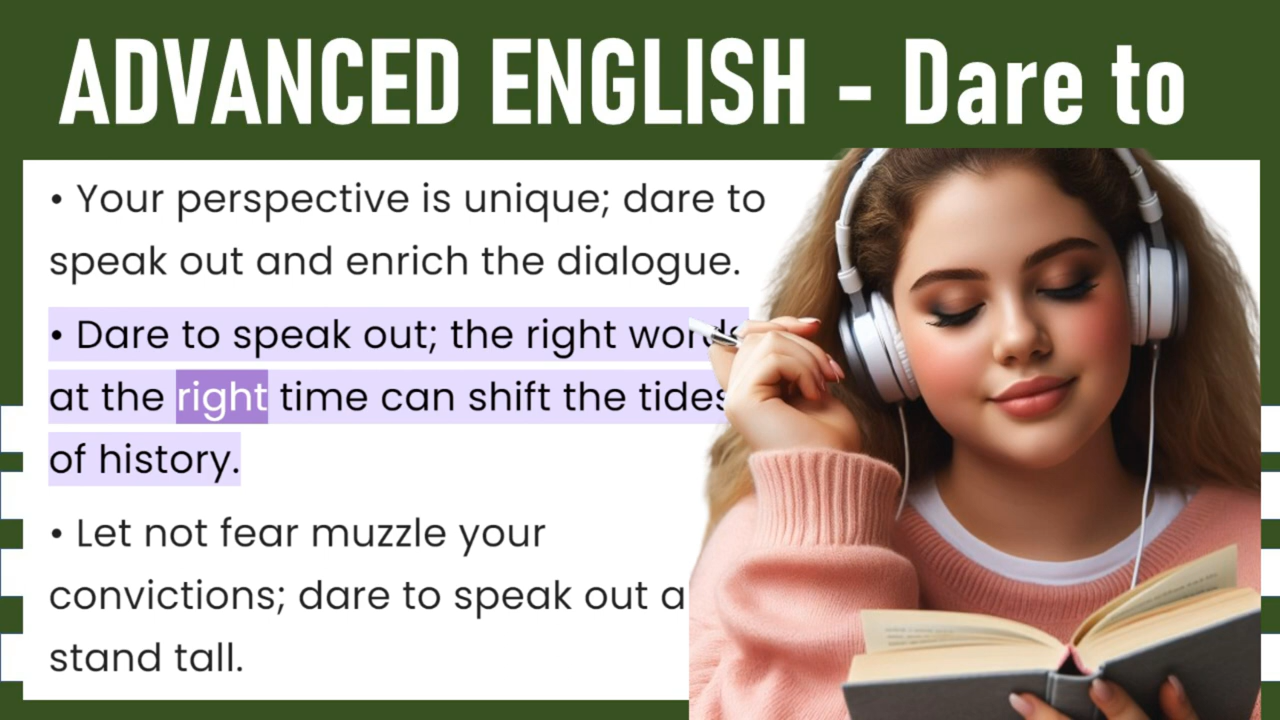 ADVANCED ENGLISH - Dare to
• Your perspective is unique; dare to
speak out and enrich the dialogue.
• Dare to speak out; the right words
at the right time can shift the tides
of history.
• Let not fear muzzle your
convictions; dare to speak out a
stand tall.